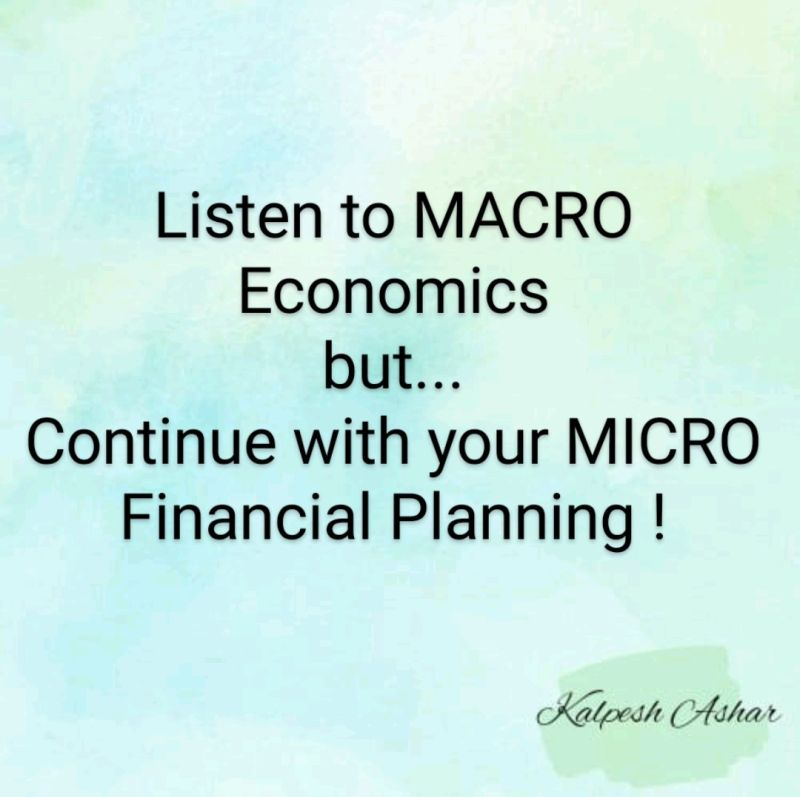 Listen to MACRO
Economics
but...
Continue with your MICRO
Financial Planning !
Kalpesh Ashar